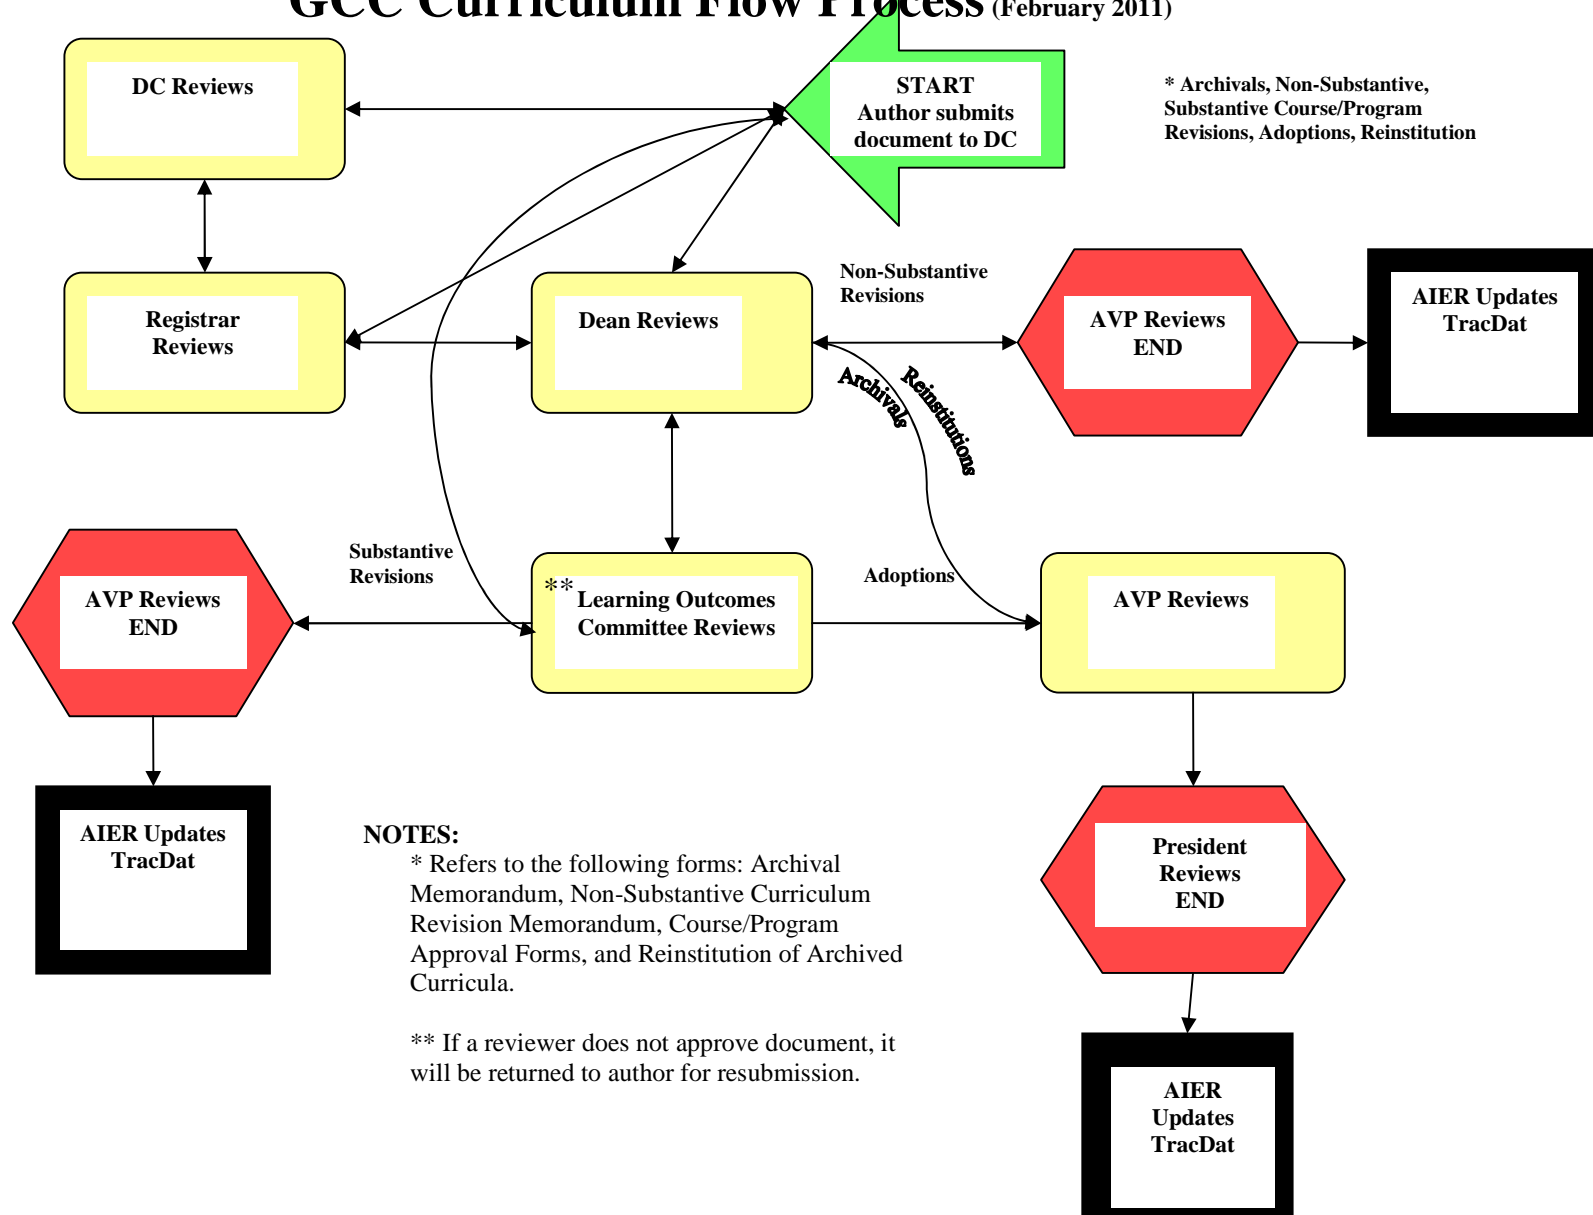 GCC Curriculum Flow Process (February 2011)
DC Reviews
START
Author submits
document to DC
* Archivals, Non-Substantive,
Substantive Course/Program
Revisions, Adoptions, Reinstitution
Registrar
Reviews
Dean Reviews
Non-Substantive
Revisions
AVP Reviews
END
AIER Updates
TracDat
Archivals
Reinstitutions
AVP Reviews
END
Substantive
Revisions
** Learning Outcomes
Committee Reviews
Adoptions
AVP Reviews
AIER Updates
TracDat
NOTES:
* Refers to the following forms: Archival
Memorandum, Non-Substantive Curriculum
Revision Memorandum, Course/Program
Approval Forms, and Reinstitution of Archived
Curricula.
** If a reviewer does not approve document, it
will be returned to author for resubmission.
President
Reviews
END
AIER
Updates
TracDat